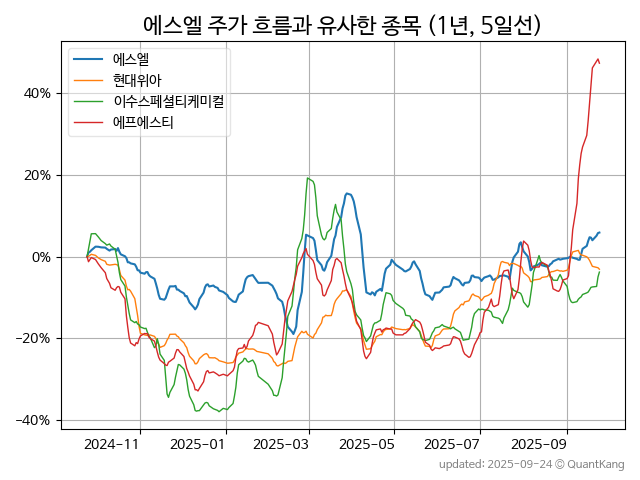 에스엘 주가 흐름과 유사한 종목 (1년, 5일선)
에스엘
현대위아
이수스페셜티케미컬
에프에스티
40%
20%
0%
−20%
−40%
2024-11
2025-01
2025-03
2025-05
2025-07
2025-09
updated: 2025-09-24 © QuantKang